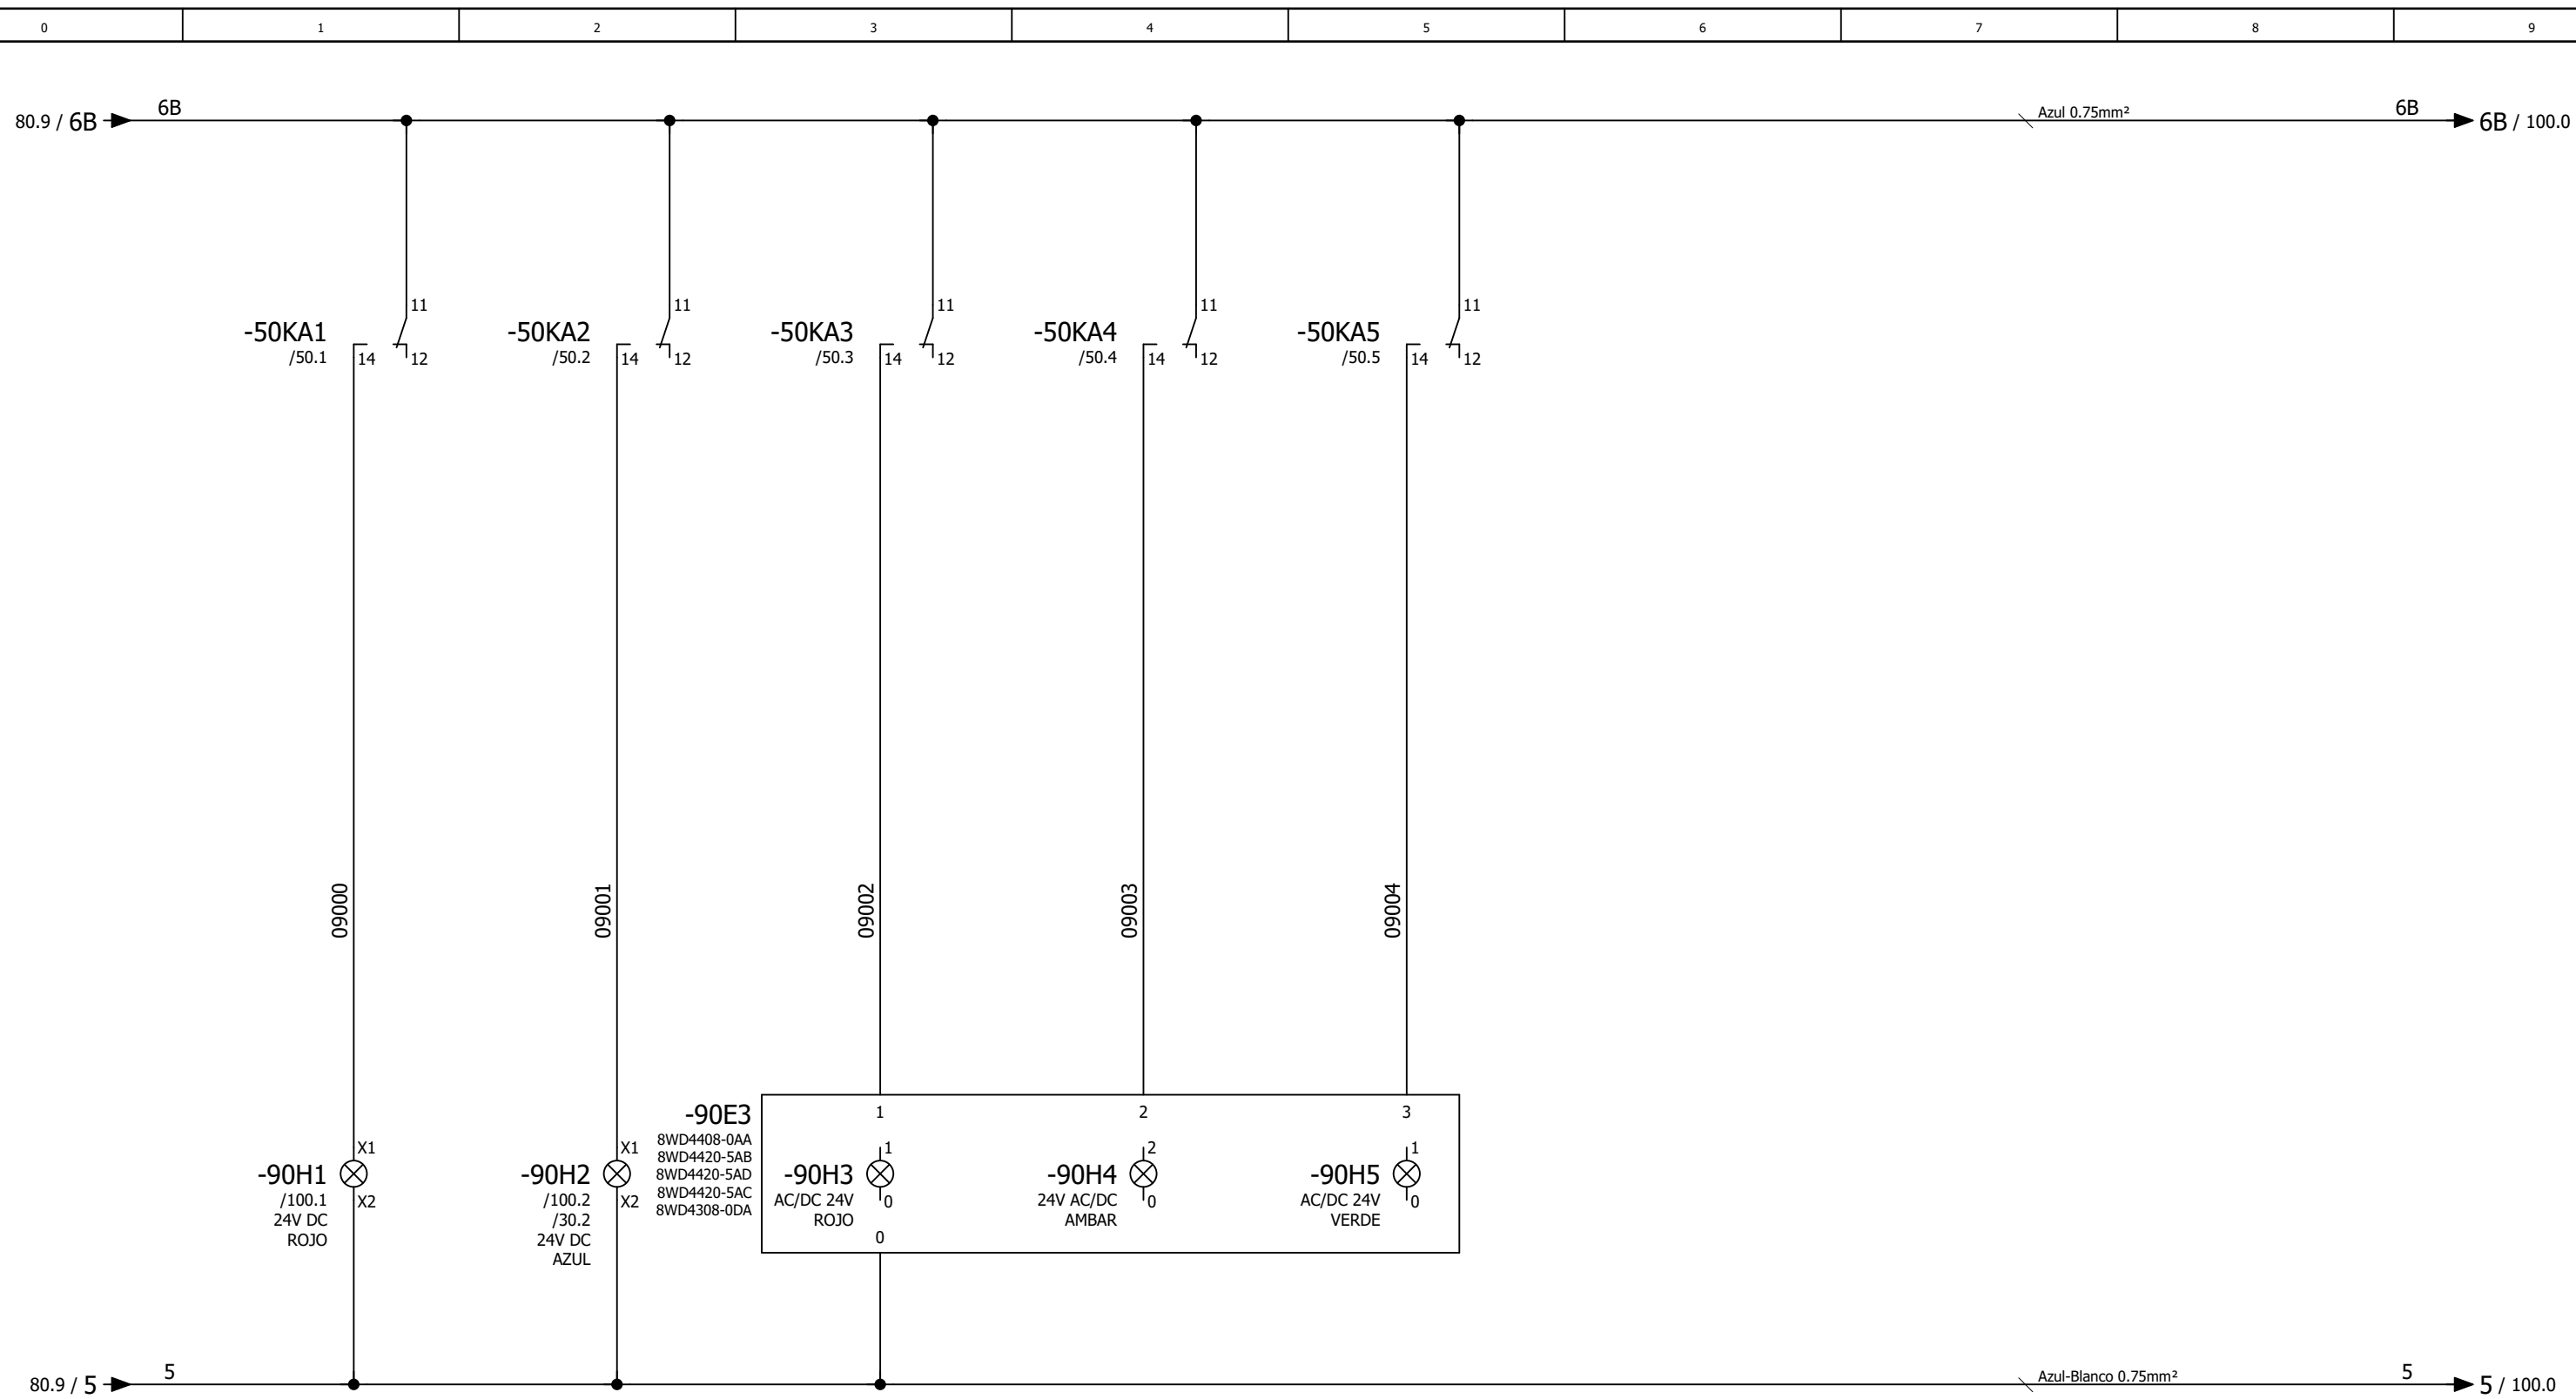 0 1 2 3 4 5 6 7 8 9
80.9 / 6B 6B Azul 0.75mm² 6B 6B / 100.0
11 11 11 11 11
-50KA1 -50KA2 -50KA3 -50KA4 -50KA5
/50.1 14 12 /50.2 14 12 /50.3 14 12 /50.4 14 12 /50.5 14 12
09000 09001 09002 09003 09004
-90E3 1 2 3
8WD4408-0AA
8WD4420-5AB
8WD4420-5AD
8WD4420-5AC
8WD4308-0DA
X1 X1 1 2 1
-90H1 -90H2 -90H3 -90H4 -90H5
/100.1 X2 /100.2 X2 AC/DC 24V 0 24V AC/DC 0 AC/DC 24V 0
24V DC /30.2 ROJO AMBAR VERDE
ROJO 24V DC 0
AZUL
80.9 / 5 5 Azul-Blanco 0.75mm² 5 5 / 100.0